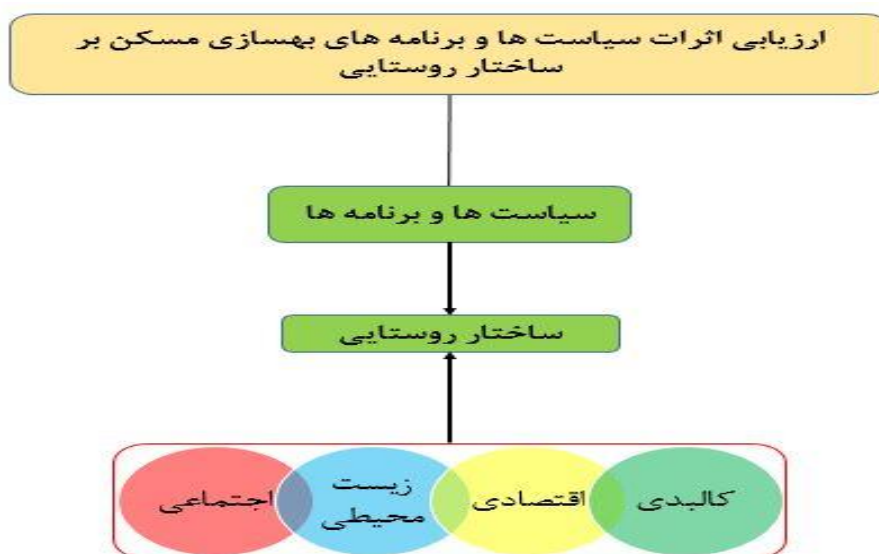 ارزیابی اثرات سیاست ها و برنامه های بهسازی مسکن بر
ساختار روستایی
سیاست ها و برنامه ها
ساختار روستایی
کالبدی
اقتصادی
زیست
محیطی
اجتماعی